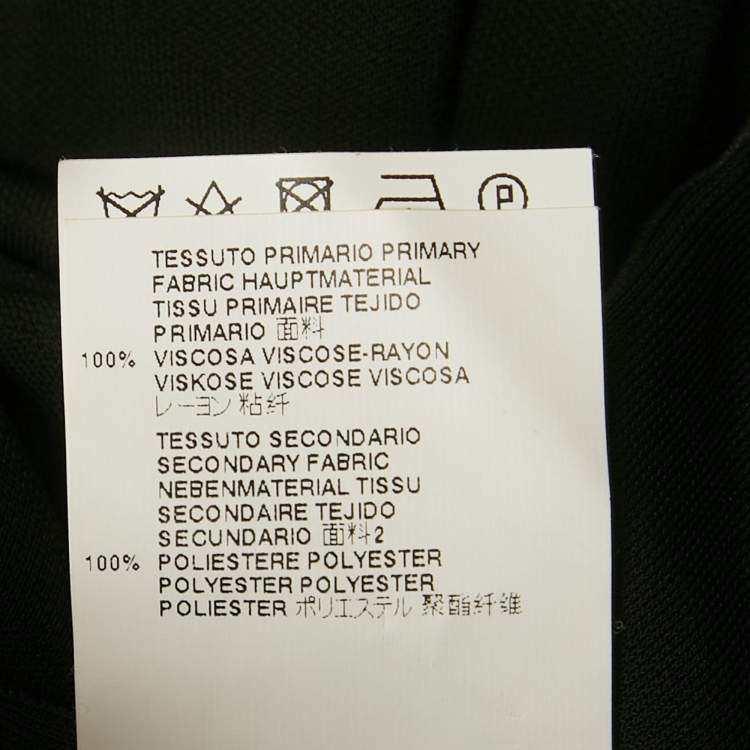 P
TESSUTO PRIMARIO PRIMARY
FABRIC HAUPTMATERIAL
TISSU PRIMAIRE TEJIDO
PRIMARIO 面料
100% VISCOSA VISCOSE-RAYON
VISKOSE VISCOSE VISCOSA
レーヨン 粘纤
TESSUTO SECONDARIO
SECONDARY FABRIC
NEBENMATERIAL TISSU
SECONDAIRE TEJIDO
SECUNDARIO 面料2
100% POLIESTERE POLYESTER
POLYESTER POLYESTER
POLIESTER ポリエステル 聚酯纤维